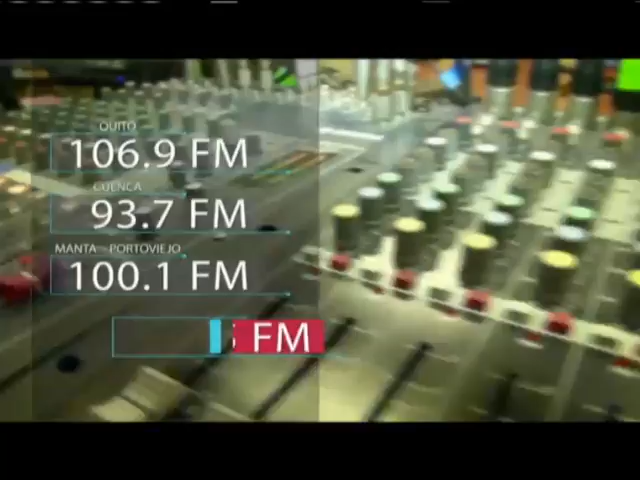 QUITO
106.9 FM
CUENCA
93.7 FM
MANTA - PORTOVIEJO
100.1 FM
FM